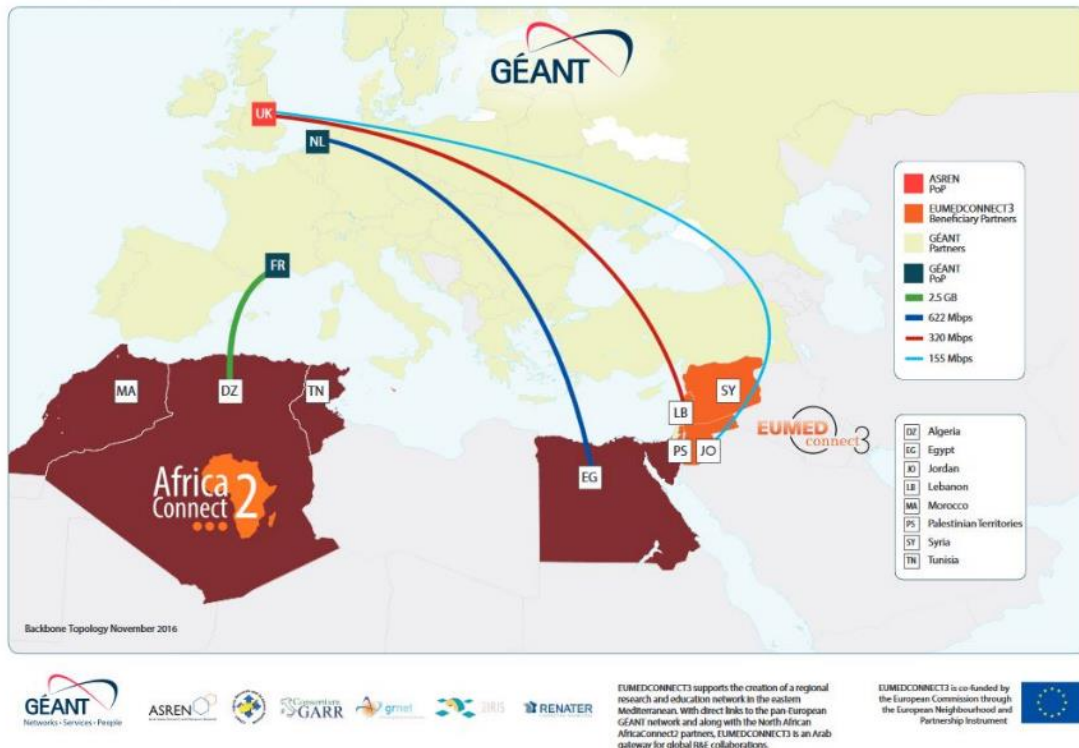 GÉANT
UK
NL
FR
ASREN
PoP
EUMEDCONNECT3
Beneficiary Partners
GÉANT
Partners
GÉANT
PoP
2.5 GB
622 Mbps
320 Mbps
155 Mbps
MA
DZ
TN
SY
LB
PS
JO
EG
EUMED
connect3
Africa
Connect 2
DZ Algeria
EG Egypt
JO Jordan
LB Lebanon
MA Morocco
PS Palestinian Territories
SY Syria
TN Tunisia
Backbone Topology November 2016
GÉANT
Networks • Services • People
ASREN
Consortium
GARR
grnet
RENATER
EUMEDCONNECT3 supports the creation of a regional
research and education network in the eastern
Mediterranean. With direct links to the pan-European
GÉANT network and along with the North African
AfricaConnect2 partners, EUMEDCONNECT3 is an Arab
gateway for global R&E collaborations.
EUMEDCONNECT3 is co-funded by
the European Commission through
the European Neighbourhood and
Partnership Instrument